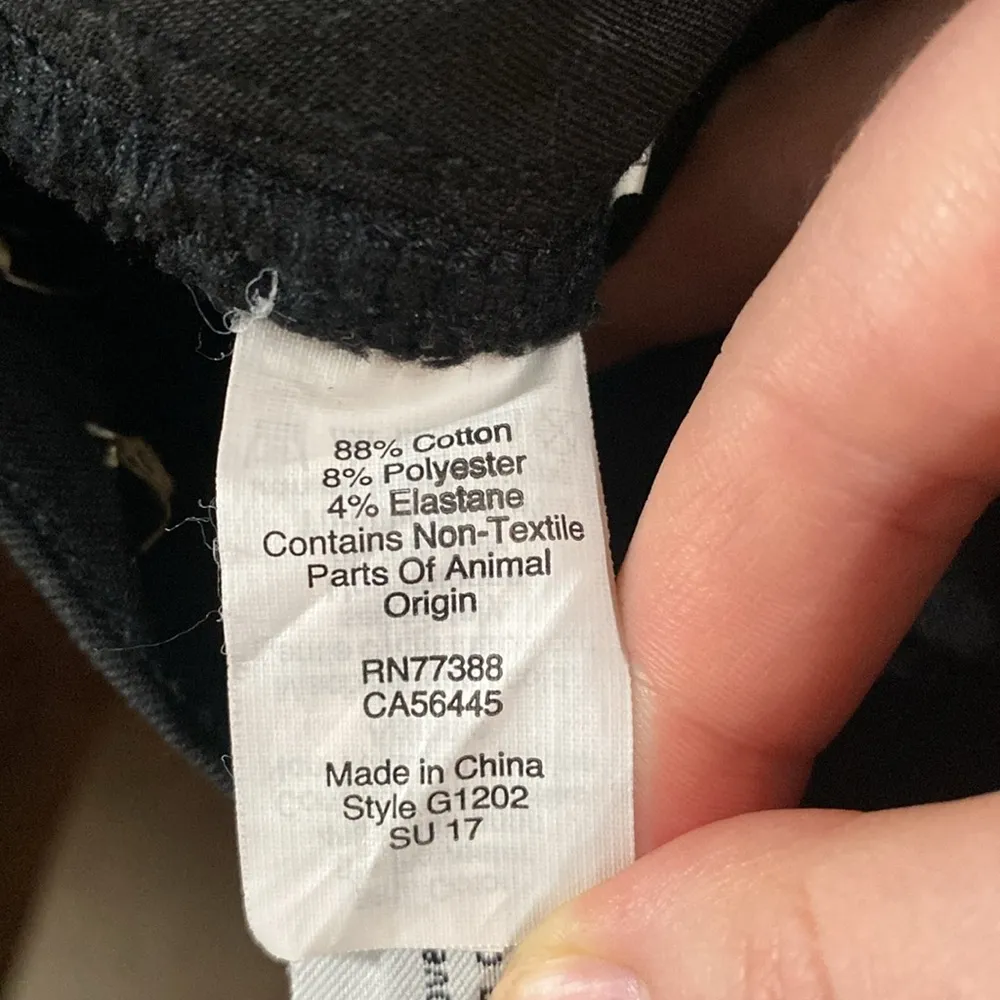 88% Cotton
8% Polyester
4% Elastane
Contains Non-Textile
Parts Of Animal
Origin
RN77388
CA56445
Made in China
Style G1202
SU 17